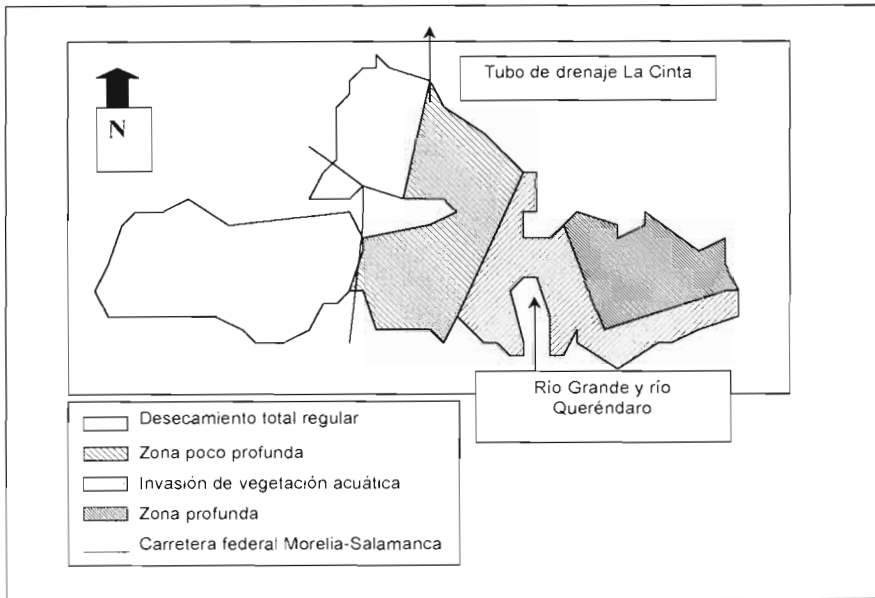 Tubo de drenaje La Cinta
N
Río Grande y río
Queréndaro
Desecamiento total regular
Zona poco profunda
Invasión de vegetación acuática
Zona profunda
Carretera federal Morelia-Salamanca